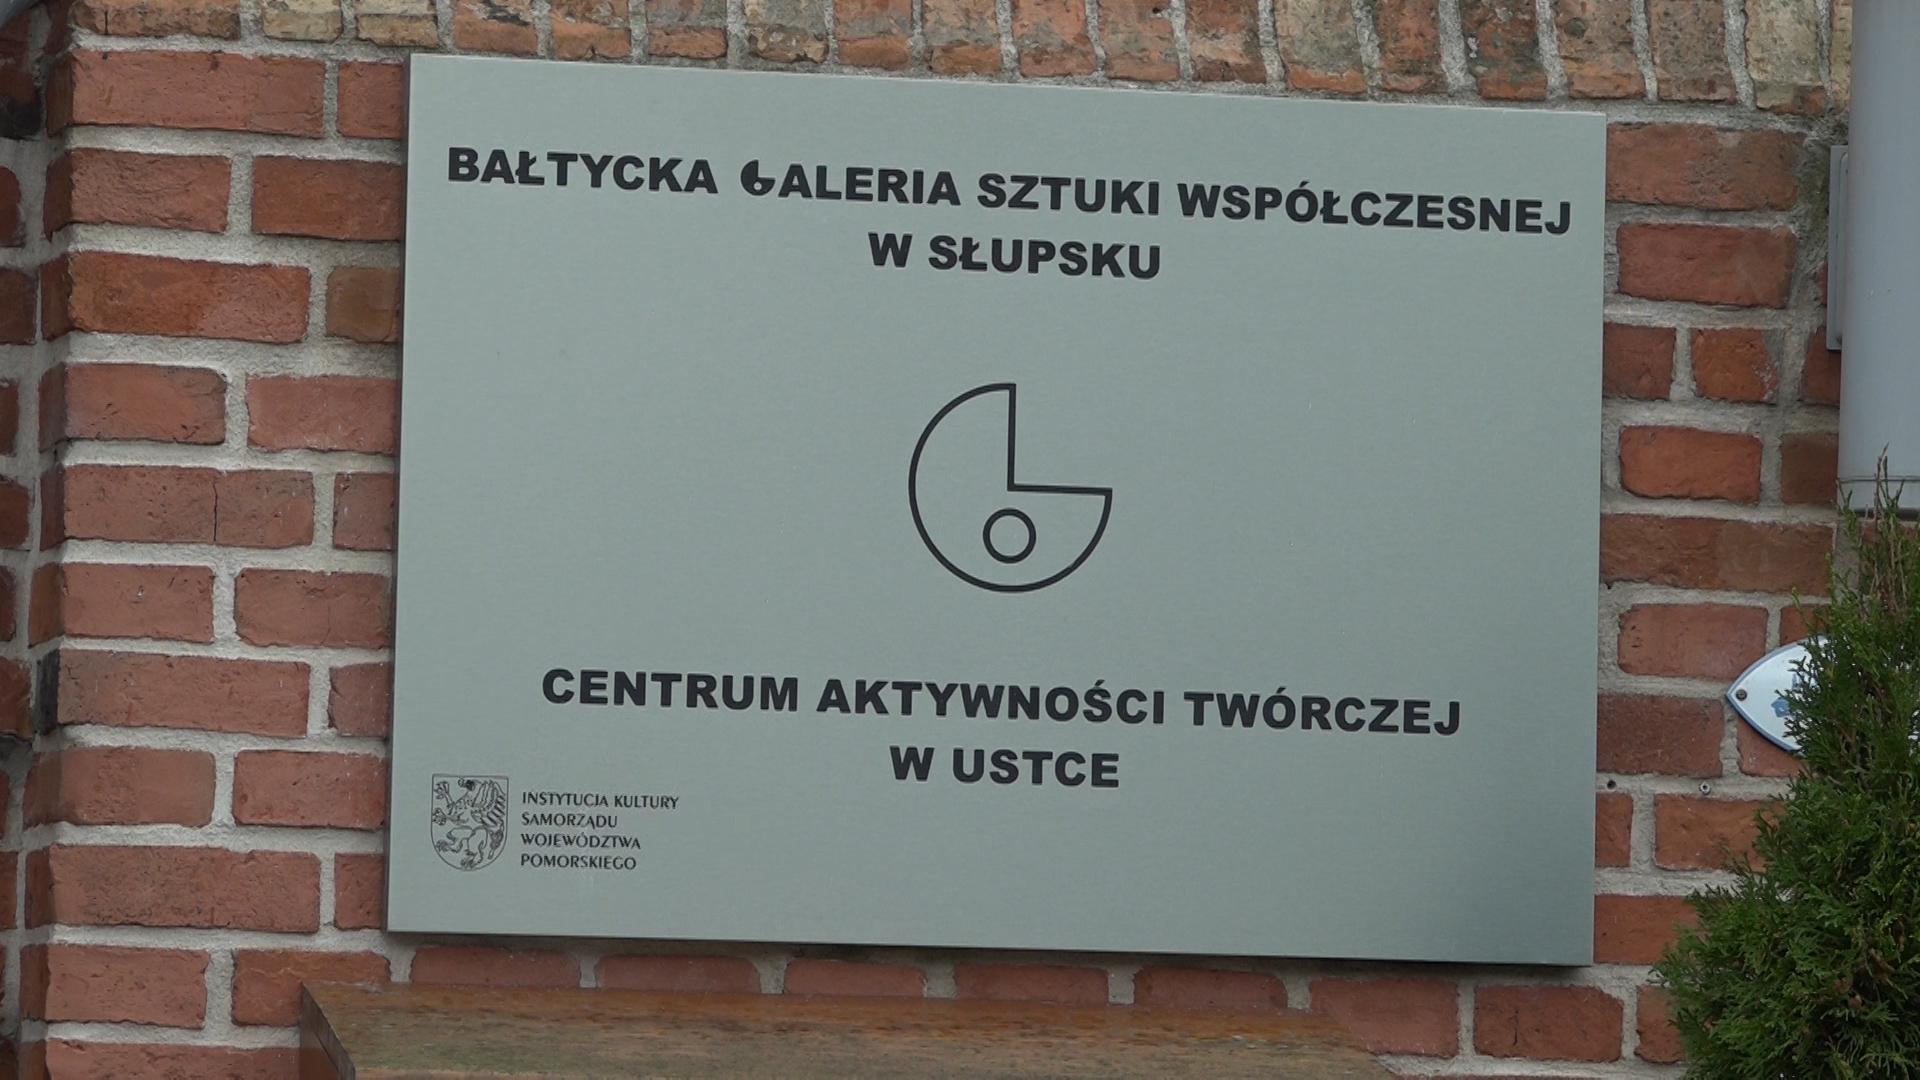 BAŁTYCKA GALERIA SZTUKI WSPÓŁCZESNEJ
W SŁUPSKU
CENTRUM AKTYWNOŚCI TWÓRCZEJ
W USTCE
INSTYTUCJA KULTURY
SAMORZĄDU
WOJEWÓDZTWA
POMORSKIEGO